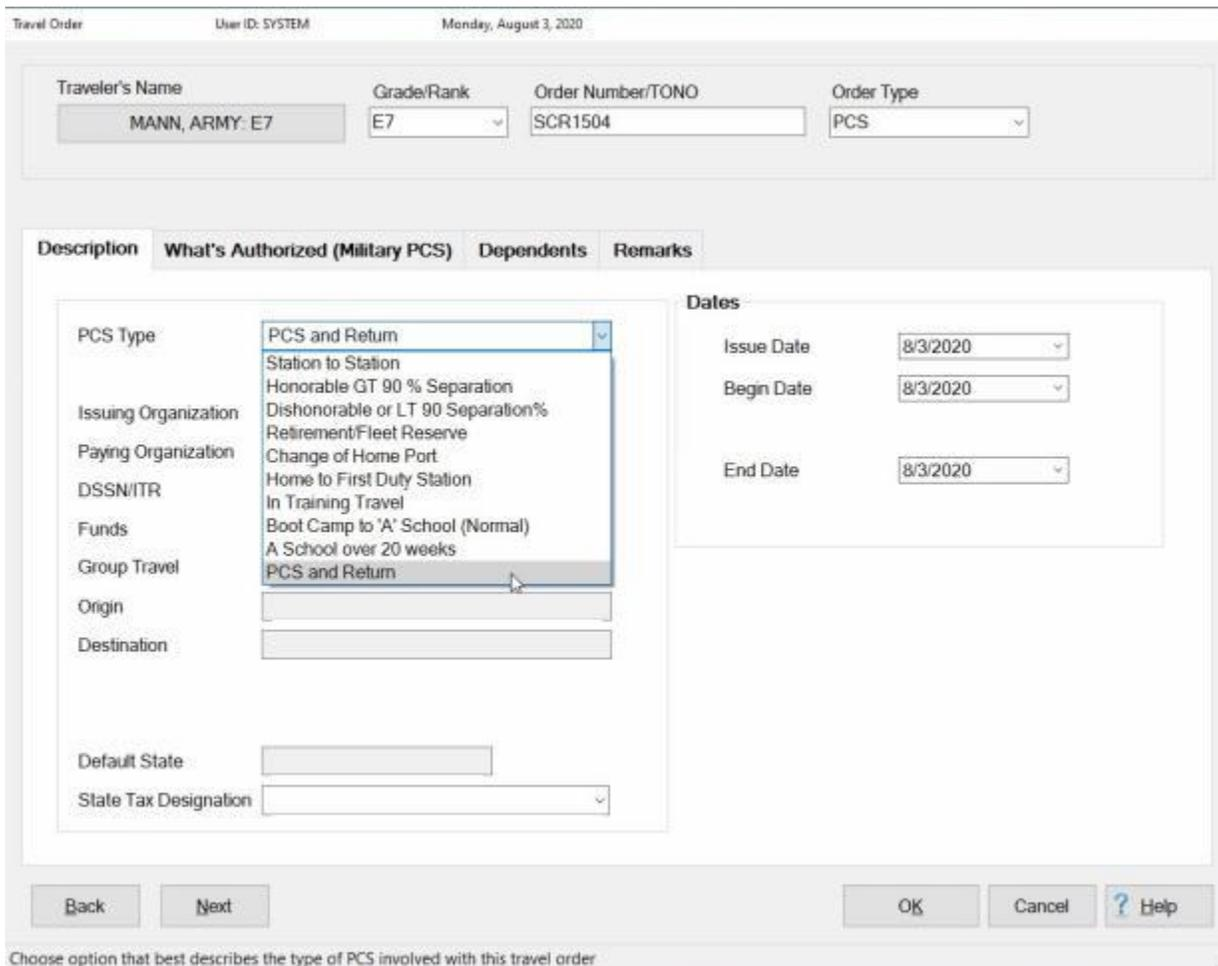 Travel Order User ID: SYSTEM Monday, August 3, 2020
Traveler's Name Grade/Rank Order Number/TONO Order Type
MANN, ARMY: E7 E7 SCR1504 PCS
Description What's Authorized (Military PCS) Dependents Remarks
PCS Type PCS and Return
Station to Station
Honorable GT 90 % Separation
Dishonorable or LT 90 Separation%
Retirement/Fleet Reserve
Change of Home Port
Home to First Duty Station
In Training Travel
Boot Camp to 'A' School (Normal)
A School over 20 weeks
PCS and Return
Issuing Organization
Paying Organization
DSSN/ITR
Funds
Group Travel
Origin
Destination
Default State
State Tax Designation
Dates
Issue Date 8/3/2020
Begin Date 8/3/2020
End Date 8/3/2020
Back Next OK Cancel ? Help
Choose option that best describes the type of PCS involved with this travel order